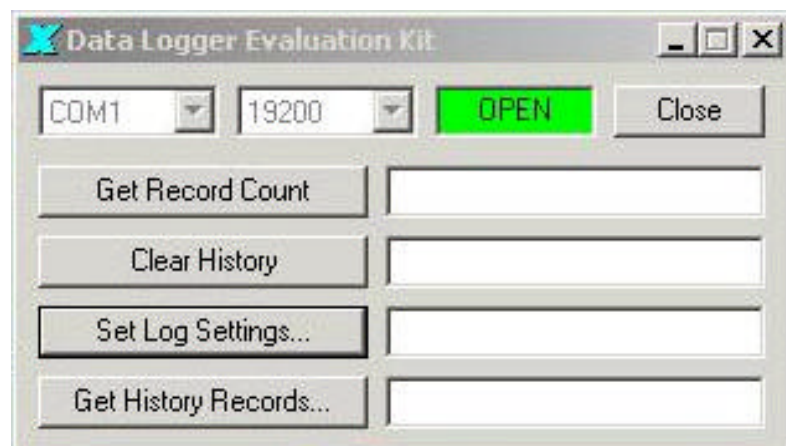 Data Logger Evaluation Kit
COM1 19200 OPEN Close
Get Record Count
Clear History
Set Log Settings...
Get History Records...